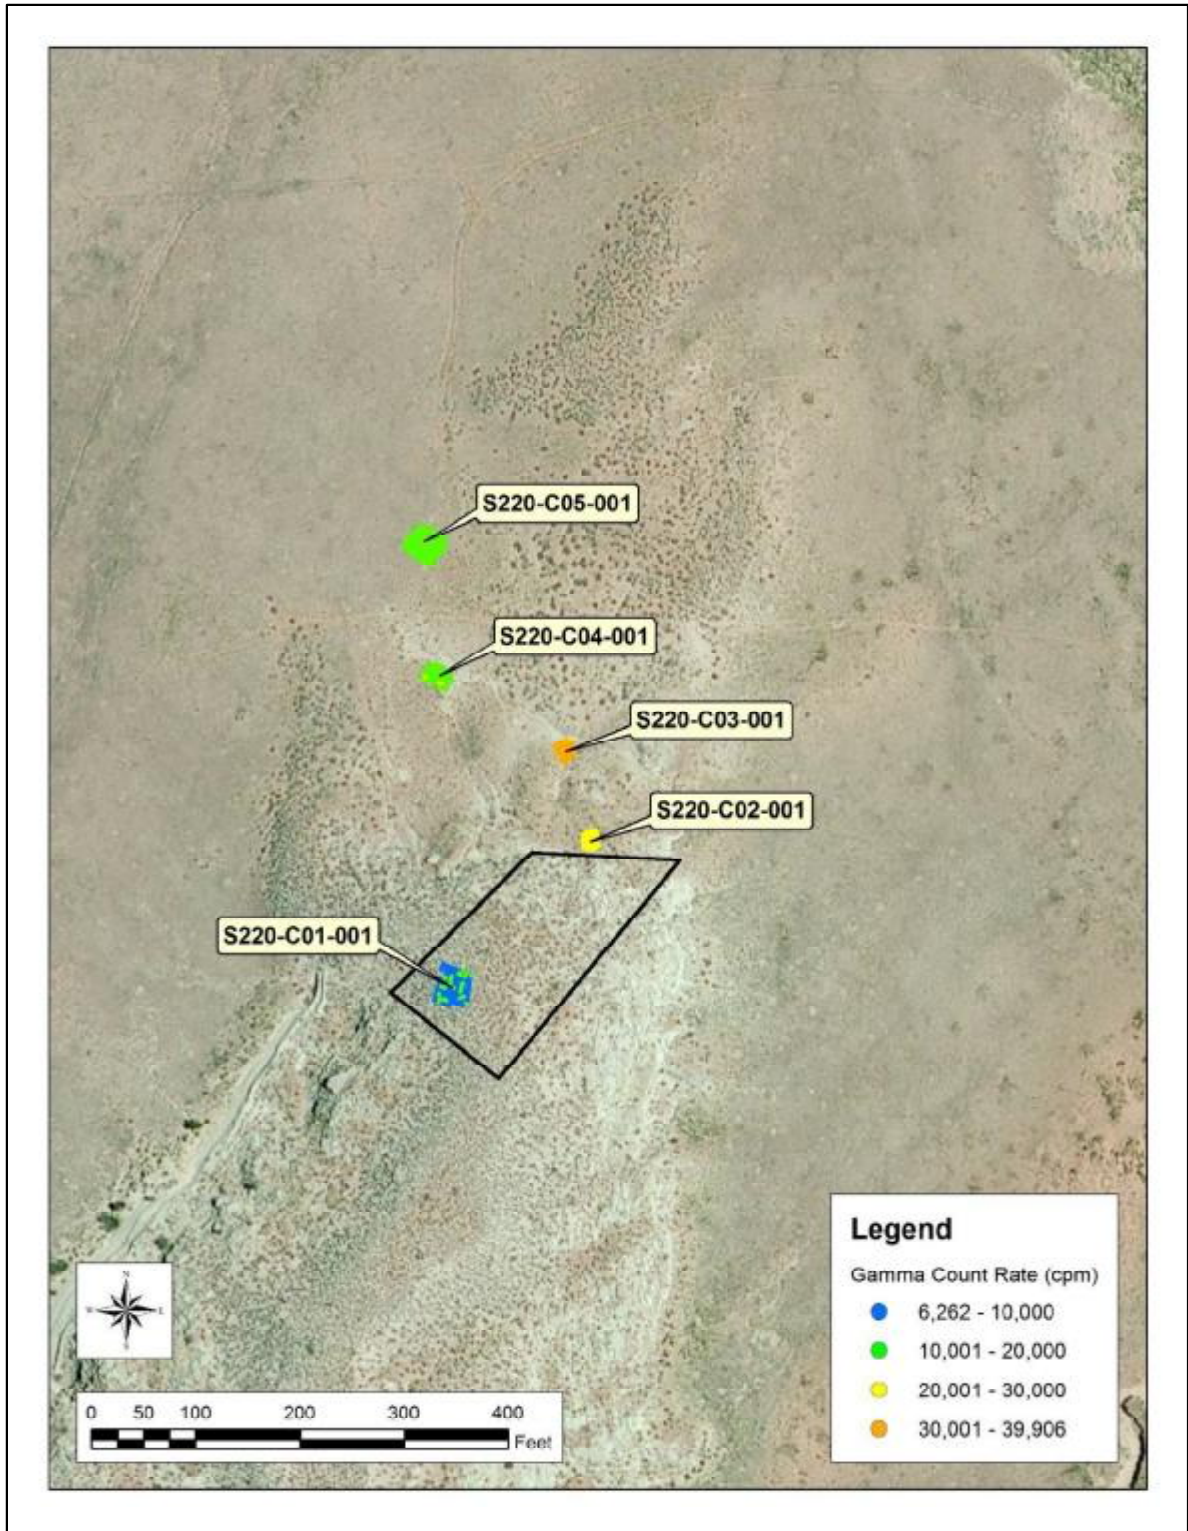 S220-C05-001
S220-C04-001
S220-C03-001
S220-C02-001
S220-C01-001
Legend
Gamma Count Rate (cpm)
6,262 - 10,000
10,001 - 20,000
20,001 - 30,000
30,001 - 39,906
N
W E
S
0 50 100 200 300 400
Feet